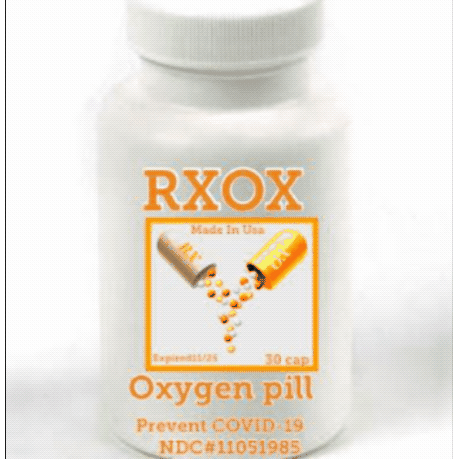 RXOX
Made In Usa
RX
OX
Expired11/25
30 cap
Oxygen pill
Prevent COVID-19
NDC#11051985